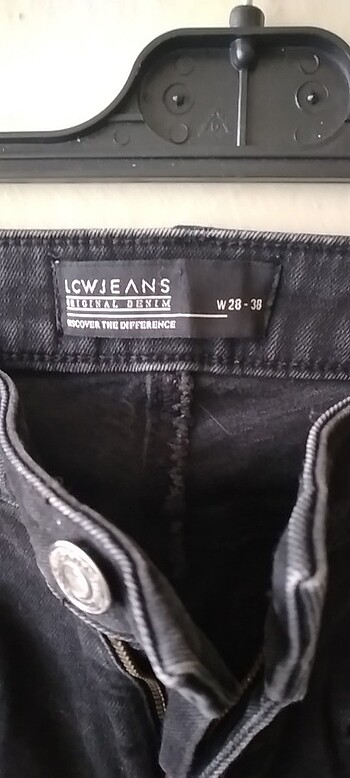 LCWJEANS
ORIGINAL DENIM
W 28 - 38
DISCOVER THE DIFFERENCE